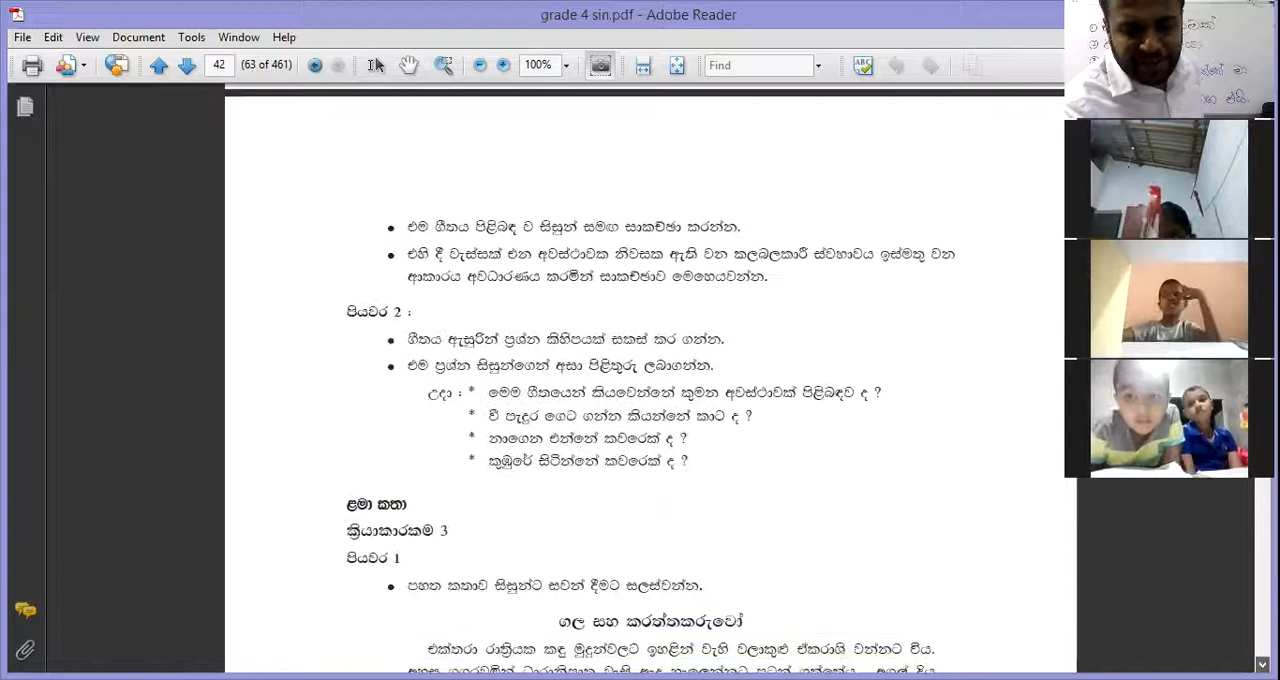 grade 4 sin.pdf - Adobe Reader
File Edit View Document Tools Window Help
42 (63 of 461) 100% Find
ABC
එම ගීතය පිළිබඳ ව සිසුන් සමඟ සාකච්ඡා කරන්න.
එහි දී වැස්සක් එන අවස්ථාවක නිවසක ඇති වන කලබලකාරී ස්වභාවය ඉස්මතු වන
ආකාරය අවධාරණය කරමින් සාකච්ඡාව මෙහෙයවන්න.
පියවර 2 :
ගීතය ඇසුරින් ප්‍රශ්න කිහිපයක් සකස් කර ගන්න.
එම ප්‍රශ්න සිසුන්ගෙන් අසා පිළිතුරු ලබාගන්න.
උදා : * මෙම ගීතයෙන් කියවෙන්නේ කුමන අවස්ථාවක් පිළිබඳව ද ?
* වී පැදුර ගෙට ගන්න කියන්නේ කාට ද ?
* නාගෙන එන්නේ කවරෙක් ද ?
* කුඹුරේ සිටින්නේ කවරෙක් ද ?
ළමා කතා
ක්‍රියාකාරකම 3
පියවර 1
පහත කතාව සිසුන්ට සවන් දීමට සලස්වන්න.
ගල සහ කරත්තකරුවෝ
එක්තරා රාත්‍රියක කඳු මුදුන්වලට ඉහළින් වැහි වලාකුළු ඒකරාශි වන්නට විය.